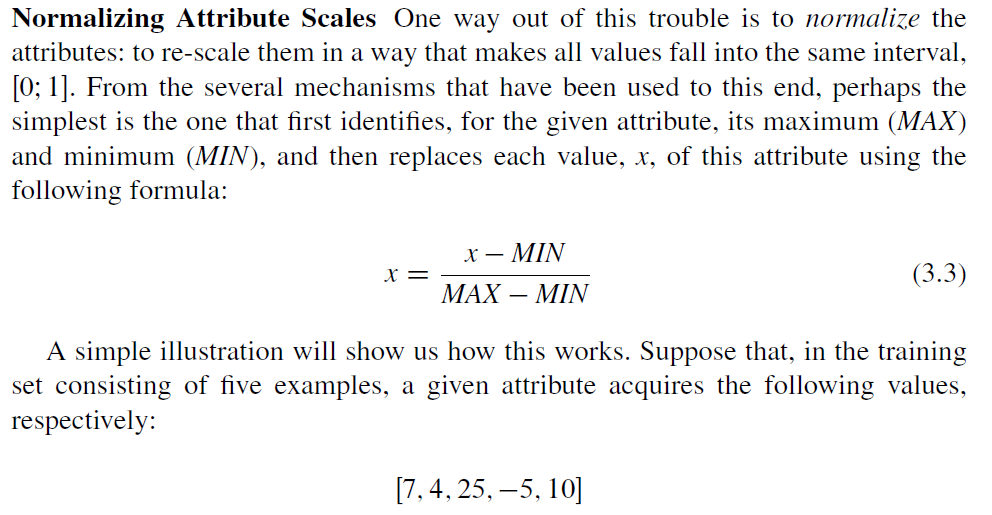 Normalizing Attribute Scales One way out of this trouble is to normalize the
attributes: to re-scale them in a way that makes all values fall into the same interval,
[0; 1]. From the several mechanisms that have been used to this end, perhaps the
simplest is the one that first identifies, for the given attribute, its maximum (MAX)
and minimum (MIN), and then replaces each value, x, of this attribute using the
following formula:
x = \frac{x − MIN}{MAX − MIN} (3.3)
A simple illustration will show us how this works. Suppose that, in the training
set consisting of five examples, a given attribute acquires the following values,
respectively:
[7, 4, 25, −5, 10]